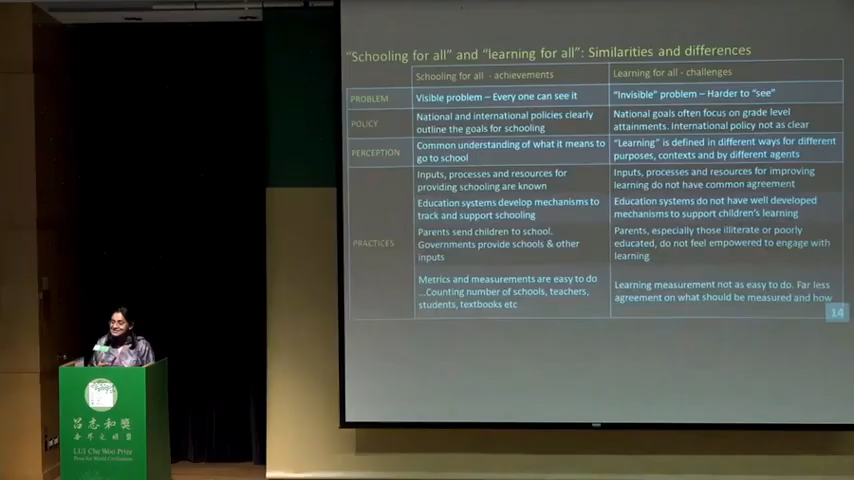 "Schooling for all" and "learning for all": Similarities and differences
Schooling for all - achievements
Learning for all - challenges
PROBLEM
Visible problem – Every one can see it
"Invisible" problem – Harder to "see"
POLICY
National and international policies clearly
outline the goals for schooling
National goals often focus on grade level
attainments. International policy not as clear
PERCEPTION
Common understanding of what it means to
go to school
"Learning" is defined in different ways for different
purposes, contexts and by different agents
PRACTICES
Inputs, processes and resources for
providing schooling are known
Inputs, processes and resources for improving
learning do not have common agreement
Education systems develop mechanisms to
track and support schooling
Education systems do not have well developed
mechanisms to support children's learning
Parents send children to school.
Governments provide schools & other
inputs
Parents, especially those illiterate or poorly
educated, do not feel empowered to engage with
learning
Metrics and measurements are easy to do
...Counting number of schools, teachers,
students, textbooks etc
Learning measurement not as easy to do. Far less
agreement on what should be measured and how
14
呂志和獎
LUI Che Woo Prize
Prize for World Civilisation